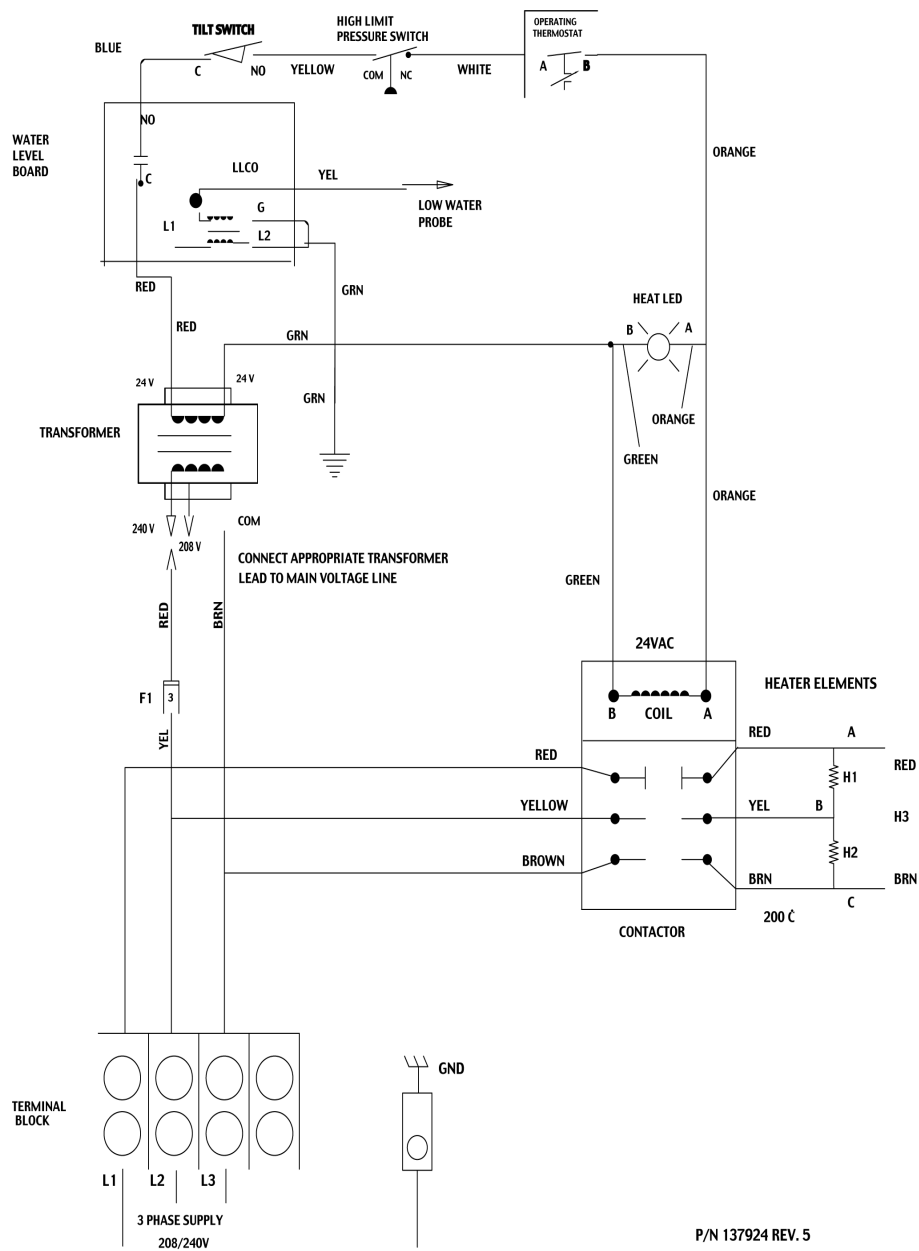 TILT SWITCH
HIGH LIMIT
PRESSURE SWITCH
OPERATING
THERMOSTAT
BLUE
C
NO
YELLOW
COM
NC
WHITE
A
B
NO
WATER
LEVEL
BOARD
C
LLCO
YEL
LOW WATER
PROBE
ORANGE
G
L1
L2
RED
GRN
RED
GRN
HEAT LED
B
A
24 V
24 V
GRN
ORANGE
GREEN
TRANSFORMER
ORANGE
240 V
208 V
COM
CONNECT APPROPRIATE TRANSFORMER
LEAD TO MAIN VOLTAGE LINE
GREEN
RED
BRN
24VAC
F1
3
HEATER ELEMENTS
B
COIL
A
YEL
RED
RED
A
H1
RED
YELLOW
YEL
B
H3
BROWN
H2
BRN
BRN
C
200 Ċ
CONTACTOR
GND
TERMINAL
BLOCK
L1
L2
L3
3 PHASE SUPPLY
208/240V
P/N 137924 REV. 5